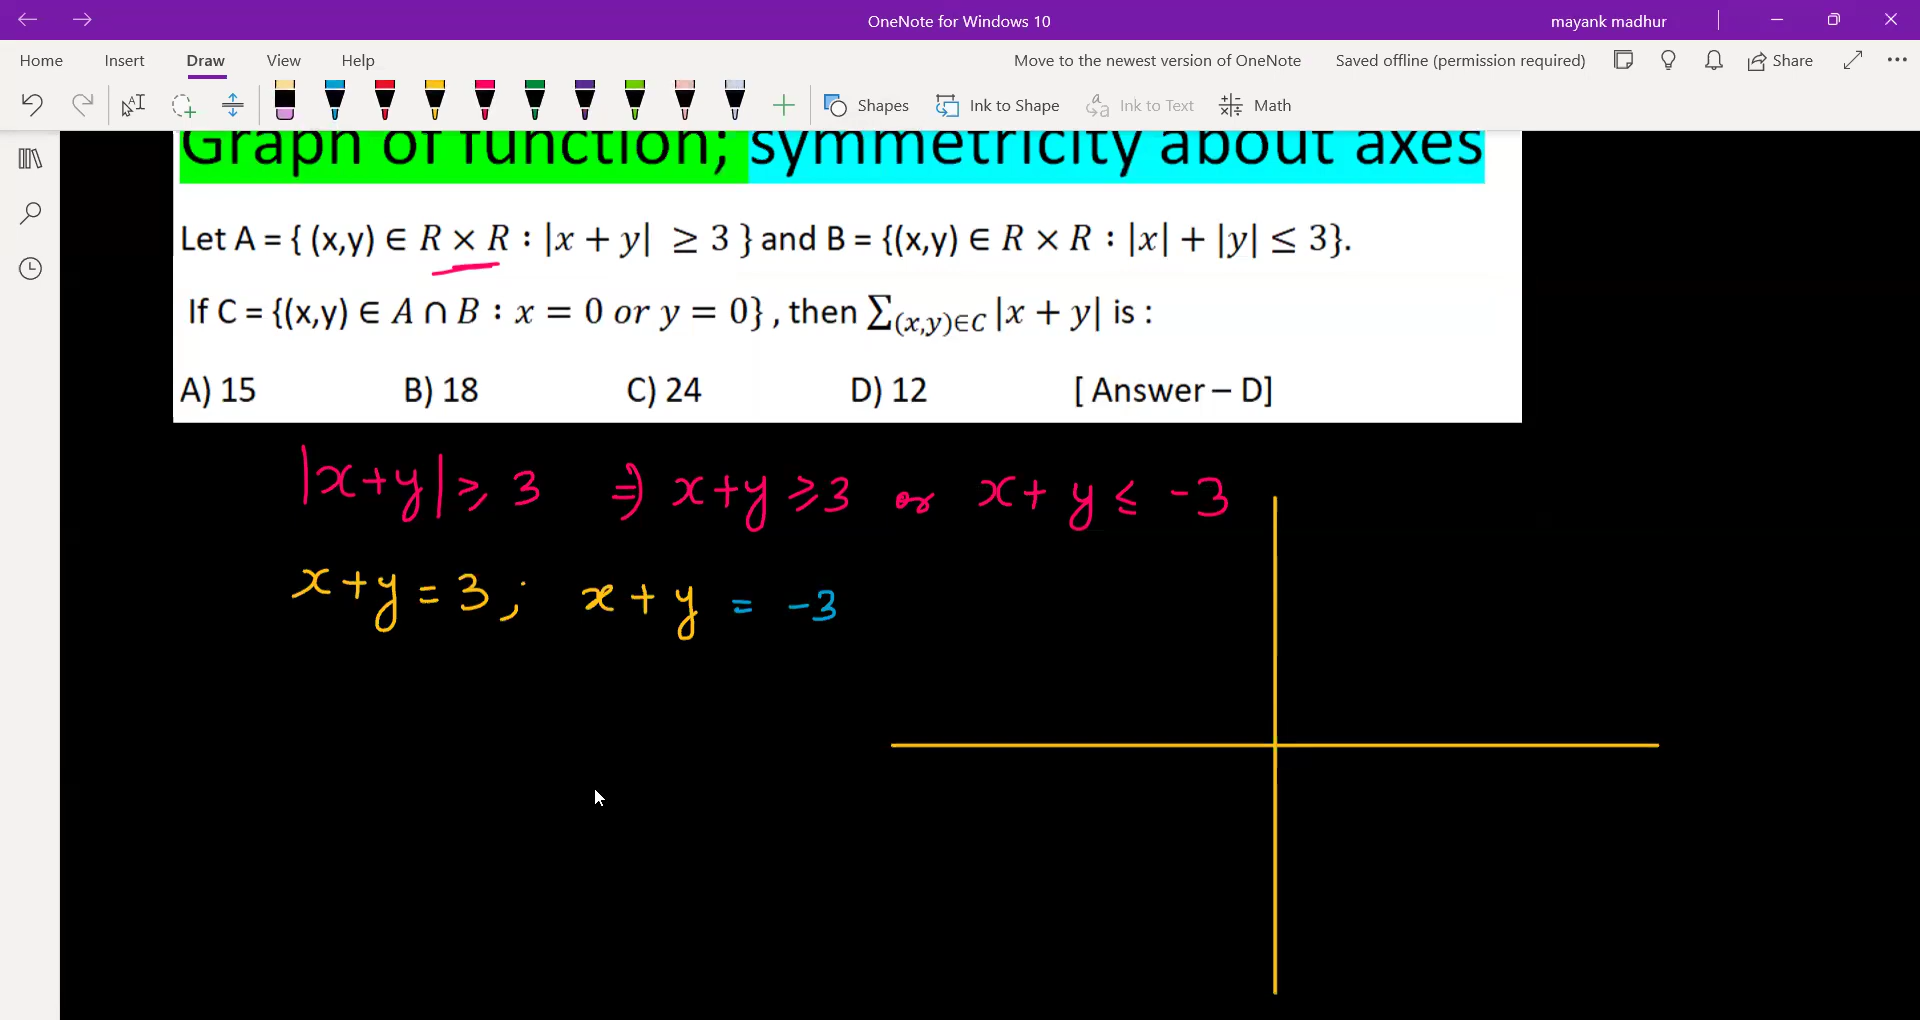 OneNote for Windows 10
mayank madhur
Home Insert Draw View Help
Move to the newest version of OneNote Saved offline (permission required) Share
Shapes Ink to Shape Ink to Text Math
Graph of function; symmetricity about axes
Let A = { (x,y) ∈ R × R : |x + y| ≥ 3 } and B = {(x,y) ∈ R × R : |x| + |y| ≤ 3}.
If C = {(x,y) ∈ A ∩ B : x = 0 or y = 0} , then ∑(x,y)∈C |x + y| is :
A) 15 B) 18 C) 24 D) 12 [ Answer – D]
|x+y| ≥ 3 ⇒ x+y ≥ 3 or x+ y ≤ -3
x+y = 3 ; x + y = -3